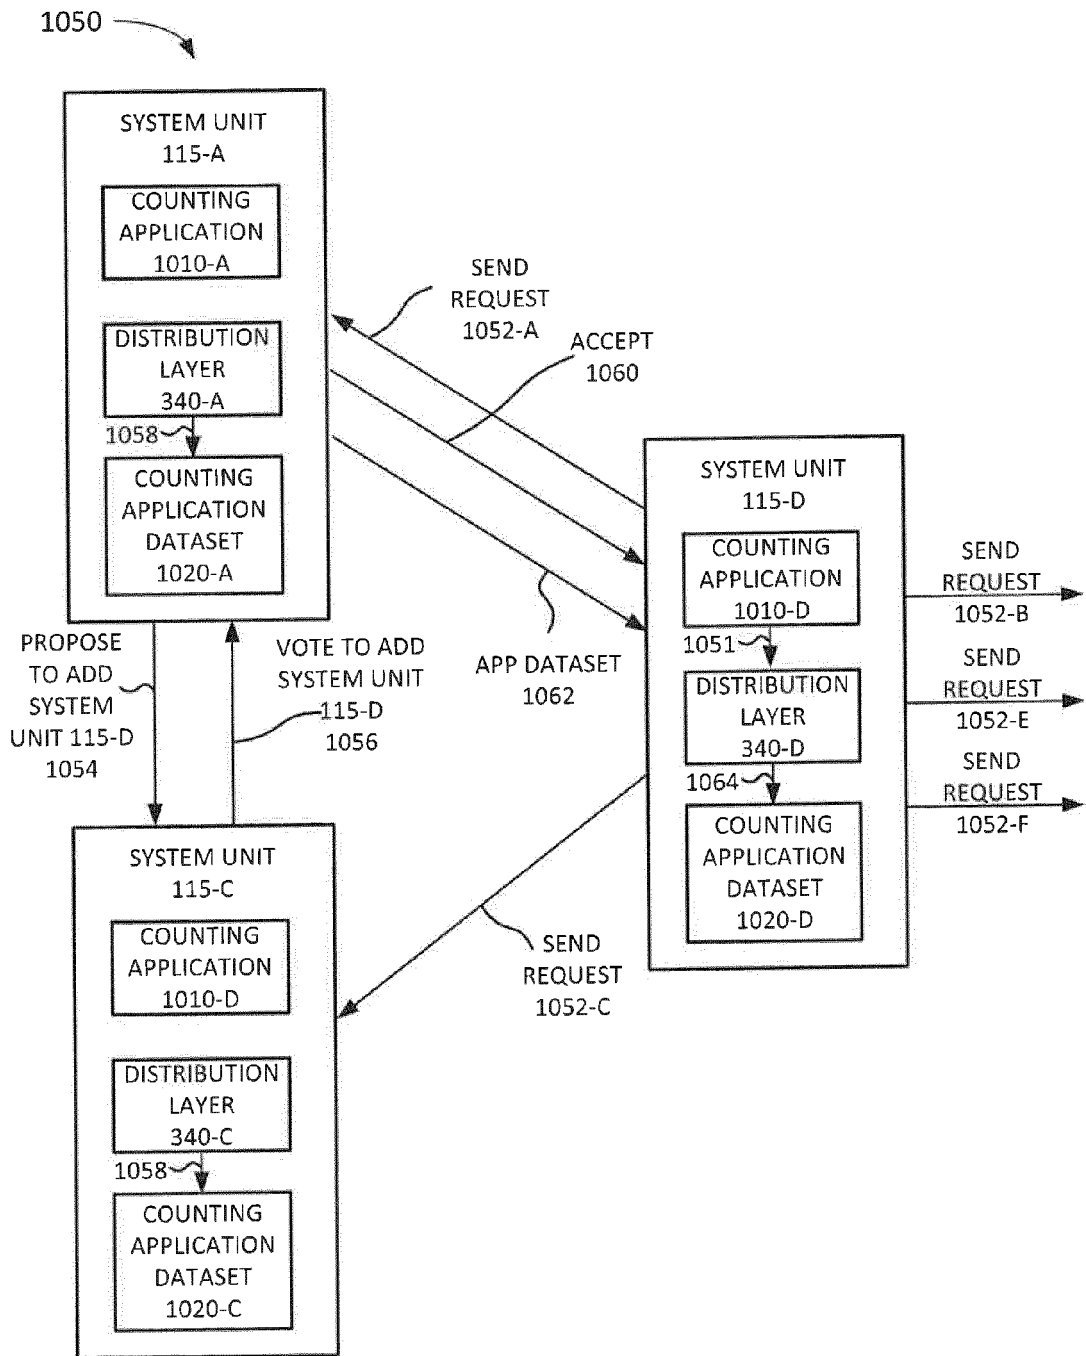 1050
SYSTEM UNIT
115-A
COUNTING
APPLICATION
1010-A
DISTRIBUTION
LAYER
340-A
1058
COUNTING
APPLICATION
DATASET
1020-A
SEND
REQUEST
1052-A
ACCEPT
1060
APP DATASET
1062
SYSTEM UNIT
115-D
COUNTING
APPLICATION
1010-D
1051
DISTRIBUTION
LAYER
340-D
1064
COUNTING
APPLICATION
DATASET
1020-D
SEND
REQUEST
1052-B
SEND
REQUEST
1052-E
SEND
REQUEST
1052-F
PROPOSE
TO ADD
SYSTEM
UNIT 115-D
1054
VOTE TO ADD
SYSTEM UNIT
115-D
1056
SEND
REQUEST
1052-C
SYSTEM UNIT
115-C
COUNTING
APPLICATION
1010-D
DISTRIBUTION
LAYER
340-C
1058
COUNTING
APPLICATION
DATASET
1020-C